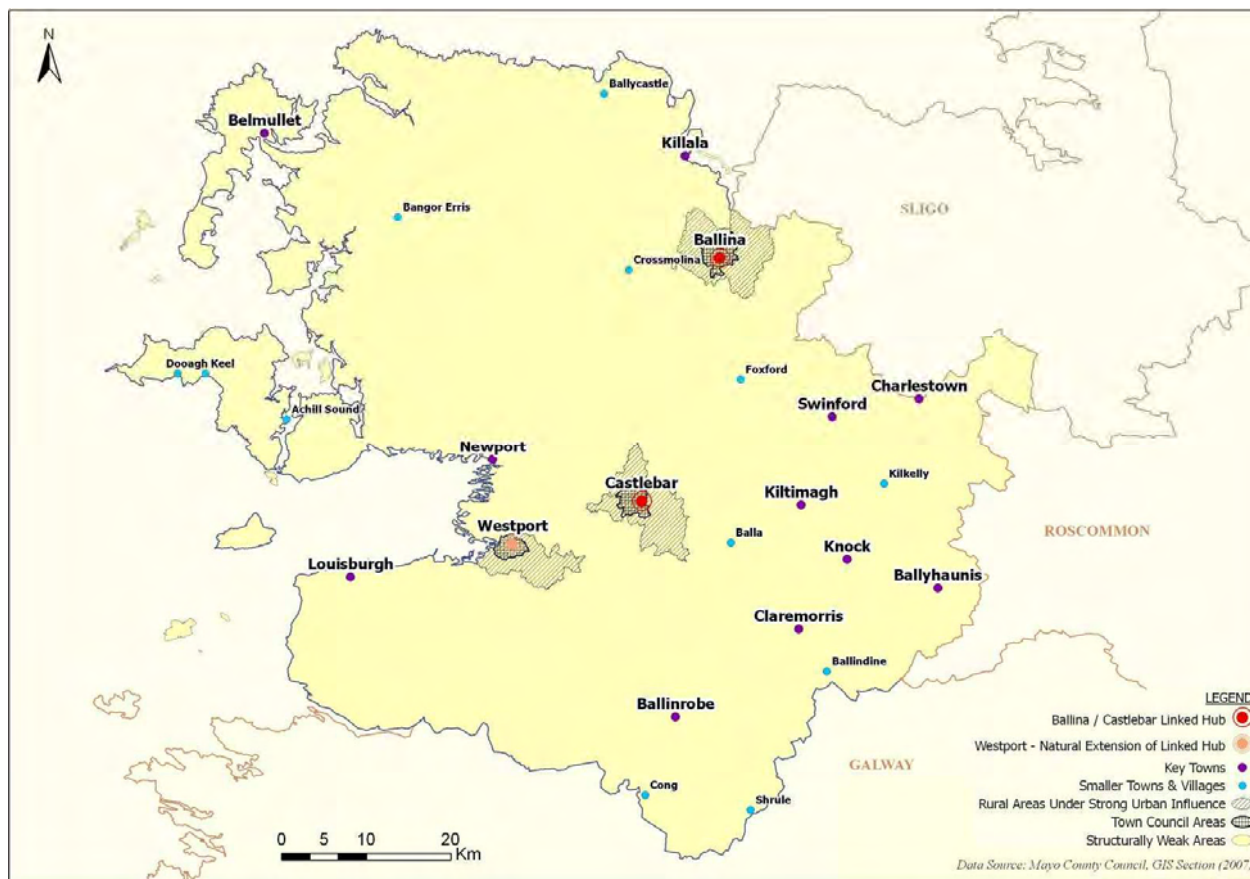 N
Ballycastle
Belmullet
Killala
Bangor Erris
SLIGO
Ballina
Crossmolina
Dooagh Keel
Foxford
Charlestown
Swinford
Achill Sound
Newport
Kilkelly
Castlebar
Kiltimagh
Westport
ROSCOMMON
Balla
Knock
Louisburgh
Ballyhaunis
Claremorris
Ballindine
LEGEND
Ballinrobe
Ballina / Castlebar Linked Hub
Westport - Natural Extension of Linked Hub
GALWAY
Key Towns
Cong
Smaller Towns & Villages
Shrule
Rural Areas Under Strong Urban Influence
Town Council Areas
0 5 10 20
Km
Structurally Weak Areas
Data Source: Mayo County Council, GIS Section (2007)